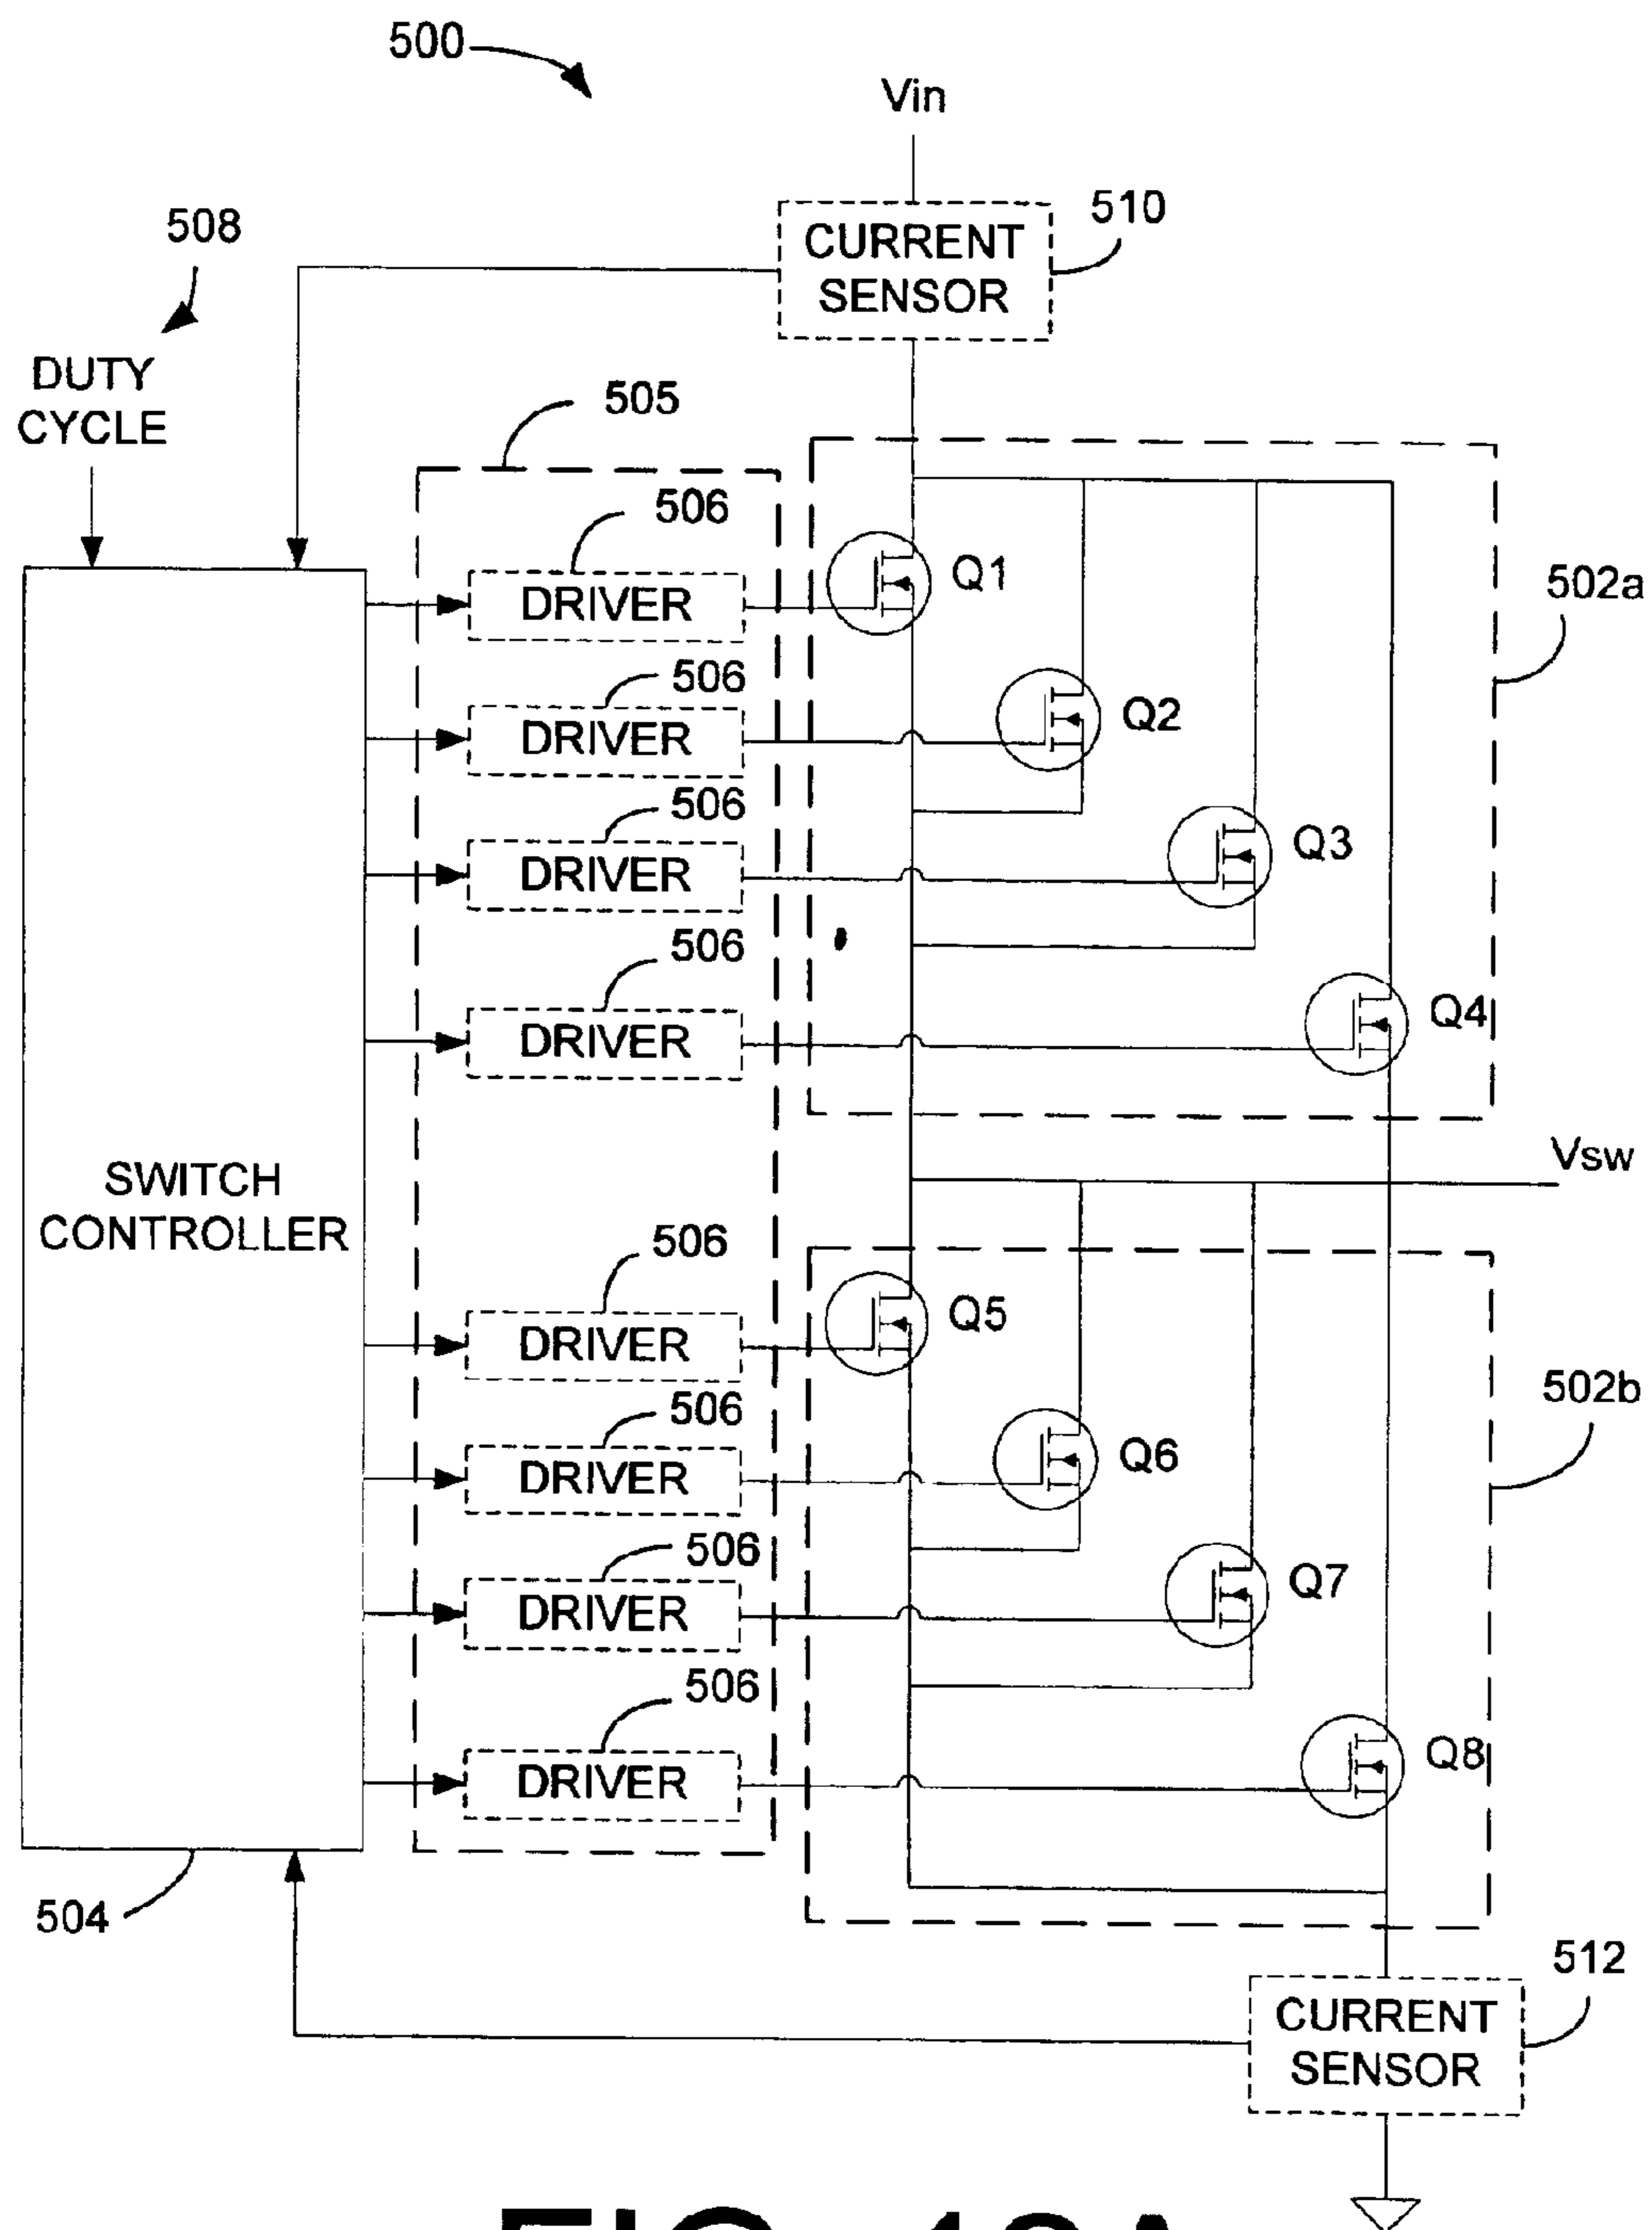 500
Vin
508
510
CURRENT
SENSOR
DUTY
CYCLE
505
506
DRIVER
Q1
502a
506
DRIVER
Q2
506
DRIVER
Q3
506
DRIVER
Q4
Vsw
SWITCH
CONTROLLER
506
DRIVER
Q5
502b
506
DRIVER
Q6
506
DRIVER
Q7
506
DRIVER
Q8
504
512
CURRENT
SENSOR
FIG. 12A